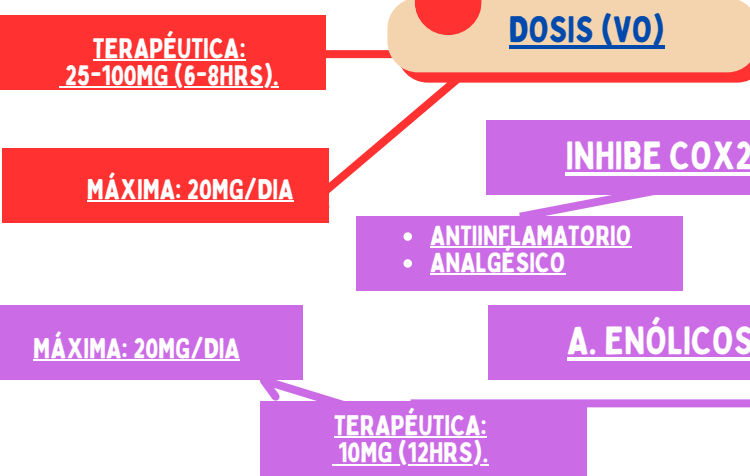 DOSIS (VO)
TERAPÉUTICA:
25-100MG (6-8HRS).
MÁXIMA: 20MG/DIA
INHIBE COX2
ANTIINFLAMATORIO
ANALGÉSICO
MÁXIMA: 20MG/DIA
A. ENÓLICOS
TERAPÉUTICA:
10MG (12HRS).